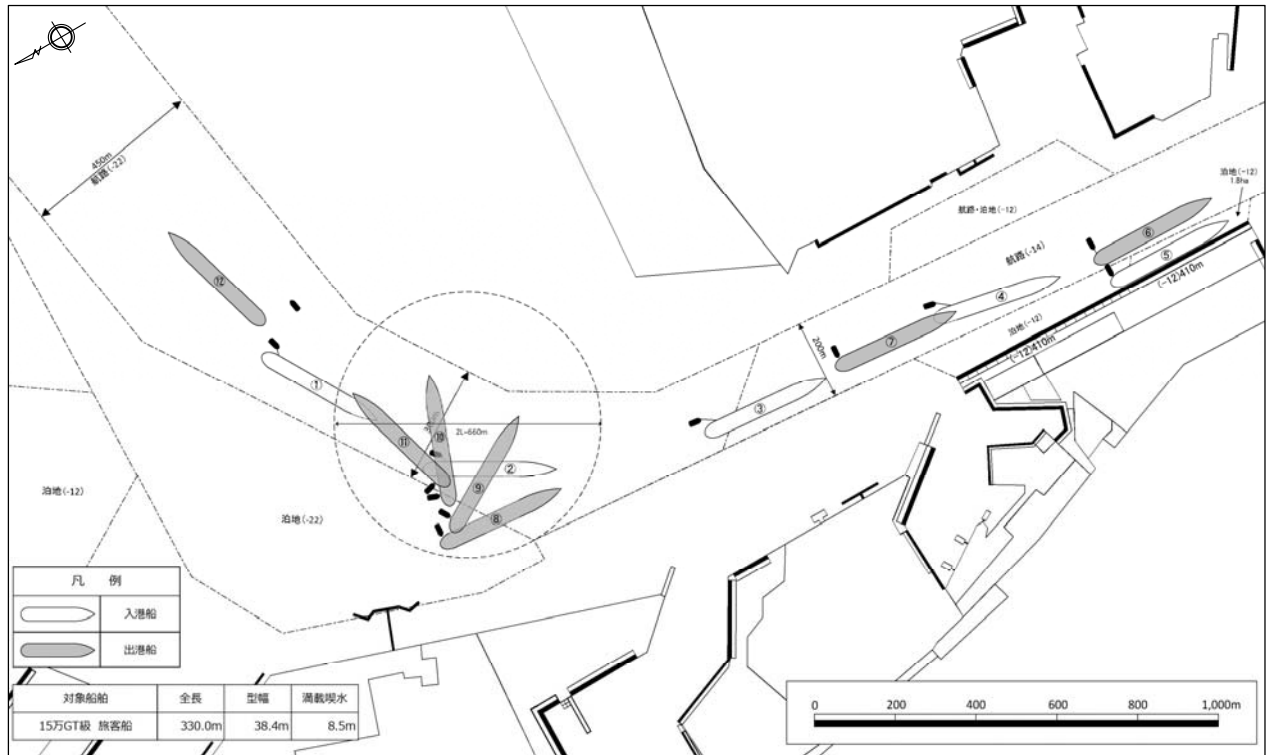 N
450m
航路(-22)
泊地(-12)
1.8ha
航路・泊地(-12)
航路(-14)
⑥
⑤
(-12)410m
④
泊地(-12)
(-12)410m
200m
⑦
③
⑫
①
⑪
⑩
2L=660m
②
⑨
⑧
泊地(-12)
泊地(-22)
凡 例
入港船
出港船
対象船舶 全長 型幅 満載喫水
15万GT級 旅客船 330.0m 38.4m 8.5m
0 200 400 600 800 1,000m